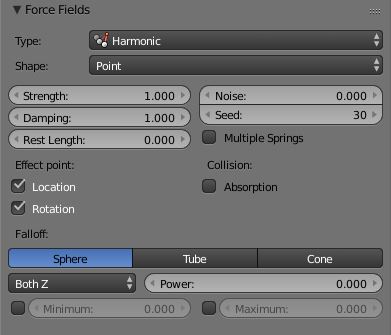 Force Fields
Type: Harmonic
Shape: Point
Strength: 1.000 Noise: 0.000
Damping: 1.000 Seed: 30
Rest Length: 0.000 Multiple Springs
Effect point: Collision:
Location Absorption
Rotation
Falloff:
Sphere Tube Cone
Both Z Power: 0.000
Minimum: 0.000 Maximum: 0.000